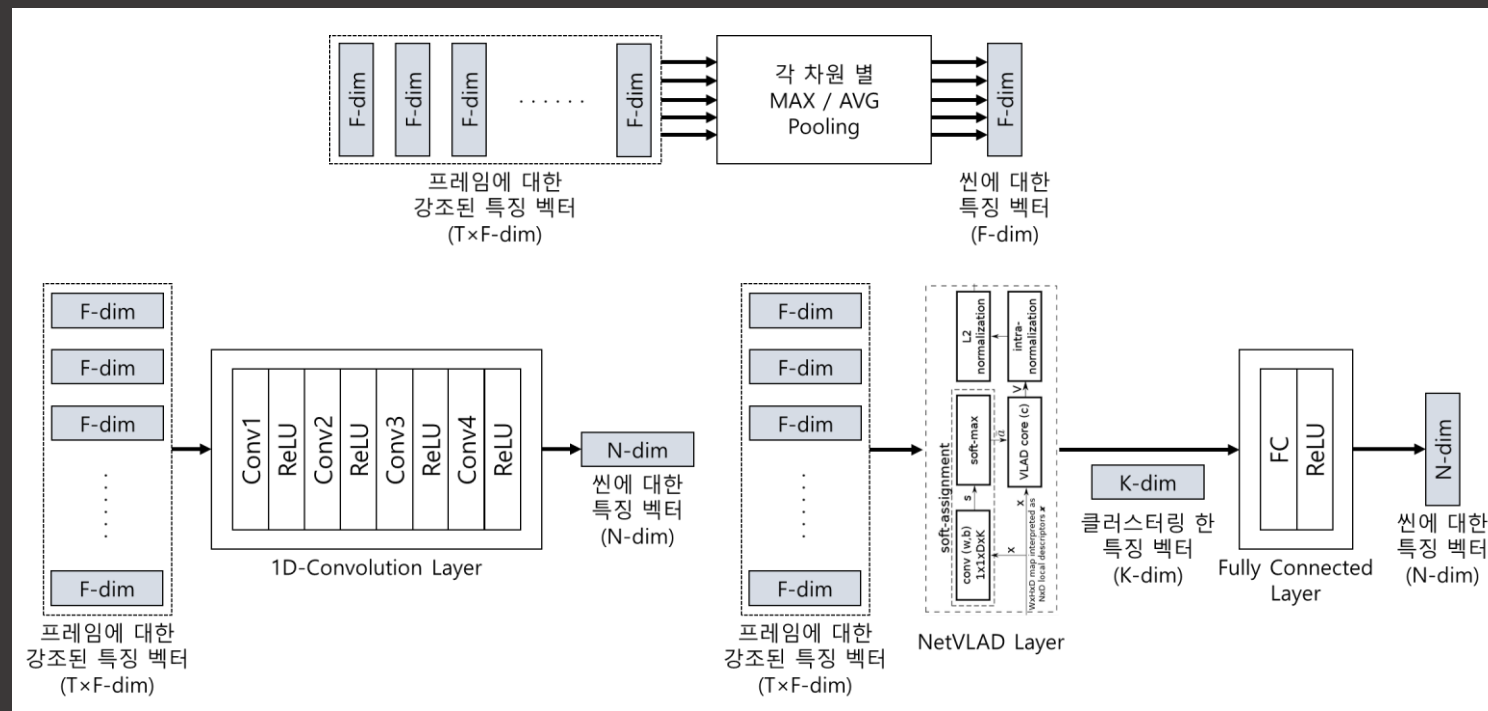 F-dim
F-dim
F-dim
......
F-dim
각 차원 별
MAX / AVG
Pooling
F-dim
프레임에 대한
강조된 특징 벡터
(T×F-dim)
씬에 대한
특징 벡터
(F-dim)
F-dim
F-dim
F-dim
......
F-dim
프레임에 대한
강조된 특징 벡터
(T×F-dim)
Conv1
ReLU
Conv2
ReLU
Conv3
ReLU
Conv4
ReLU
1D-Convolution Layer
N-dim
씬에 대한
특징 벡터
(N-dim)
F-dim
F-dim
F-dim
......
F-dim
프레임에 대한
강조된 특징 벡터
(T×F-dim)
WxHxD map interpreted as
NxD local descriptors x
x
x
conv (w,b)
1x1xDxK
s
soft-max
a
soft-assignment
VLAD core (c)
V
intra-
normalization
L2
normalization
NetVLAD Layer
K-dim
클러스터링 한
특징 벡터
(K-dim)
FC
ReLU
Fully Connected
Layer
N-dim
씬에 대한
특징 벡터
(N-dim)